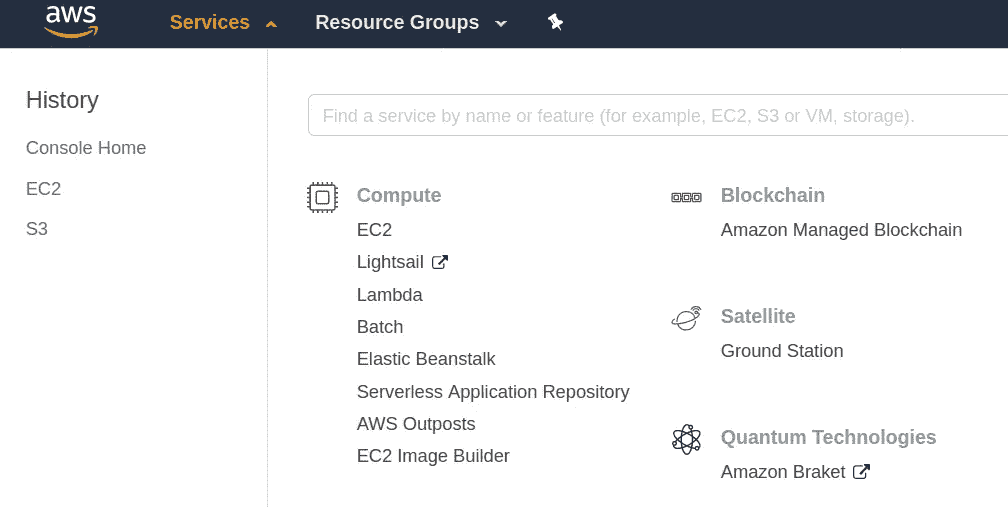 aws
Services
Resource Groups
History
Console Home
EC2
S3
Find a service by name or feature (for example, EC2, S3 or VM, storage).
Compute
EC2
Lightsail
Lambda
Batch
Elastic Beanstalk
Serverless Application Repository
AWS Outposts
EC2 Image Builder
Blockchain
Amazon Managed Blockchain
Satellite
Ground Station
Quantum Technologies
Amazon Braket